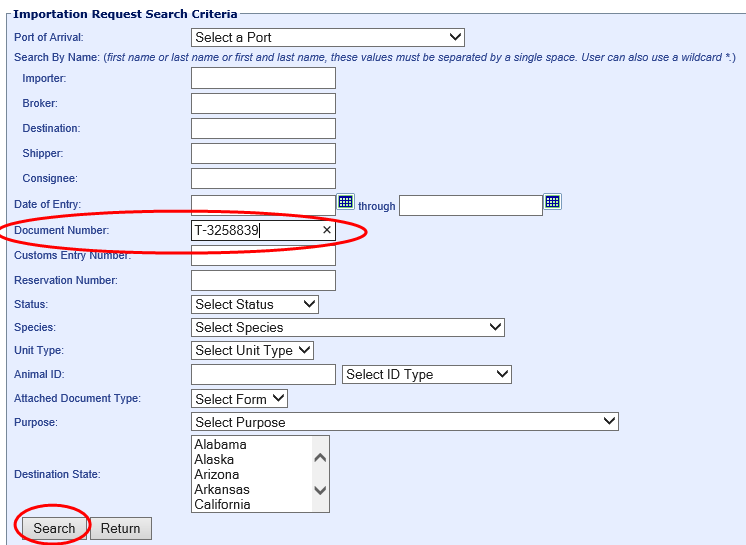 Importation Request Search Criteria
Port of Arrival: Select a Port
Search By Name: (first name or last name or first and last name, these values must be separated by a single space. User can also use a wildcard *.)
Importer:
Broker:
Destination:
Shipper:
Consignee:
Date of Entry: through
Document Number: T-3258839 ×
Customs Entry Number:
Reservation Number:
Status: Select Status
Species: Select Species
Unit Type: Select Unit Type
Animal ID: Select ID Type
Attached Document Type: Select Form
Purpose: Select Purpose
Destination State:
Alabama
Alaska
Arizona
Arkansas
California
Search Return